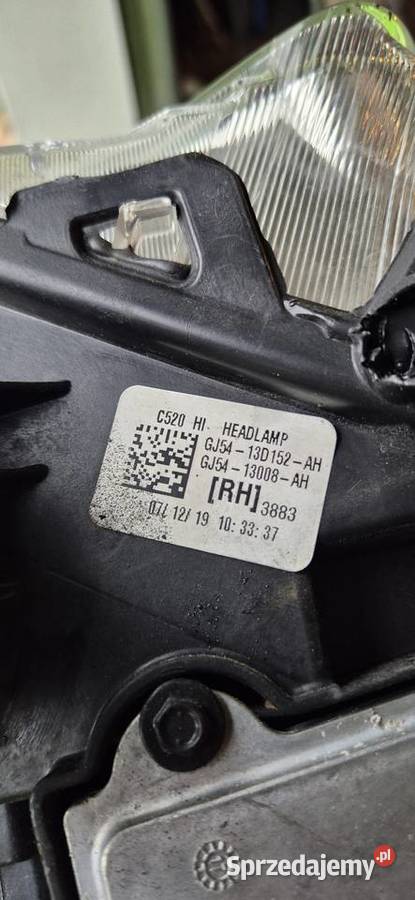 C520 HI. HEADLAMP
GJ54-13D152-AH
GJ54-13008-AH
[RH] 3883
07/12/19 10:33:37
Sprzedajemy.pl